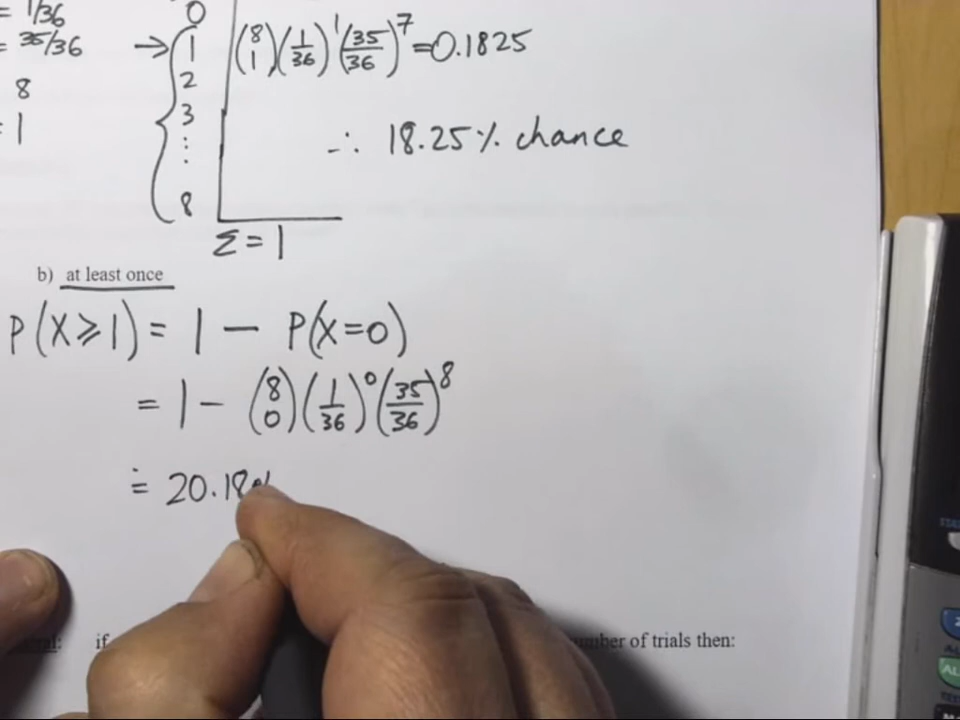 = 1/36
= 35/36
8
= 1
0
→ 1 (8 1)(1/36)^1(35/36)^7 = 0.1825
2
3
⋮
8
∴ 18.25% chance
Σ = 1
b) at least once
P(X⩾1) = 1 — P(X=0)
= 1 - (8 0)(1/36)^0(35/36)^8
≐ 20.18%
if
number of trials then: